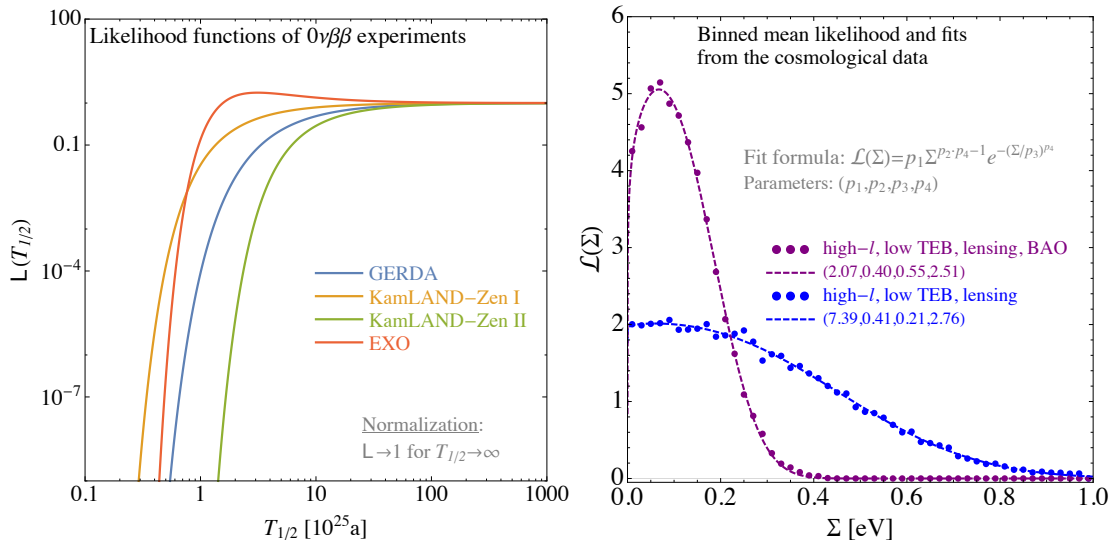 Likelihood functions of 0νββ experiments
100
0.1
10⁻⁴
10⁻⁷
L(T₁/₂)
GERDA
KamLAND−Zen I
KamLAND−Zen II
EXO
Normalization:
L→1 for T₁/₂→∞
0.1 1 10 100 1000
T₁/₂ [10²⁵a]
Binned mean likelihood and fits
from the cosmological data
6
5
4
3
2
1
0
ℒ(Σ)
Fit formula: ℒ(Σ)=p₁Σ^{p₂·p₄−1}e^{−(Σ/p₃)^{p₄}}
Parameters: (p₁,p₂,p₃,p₄)
high−l, low TEB, lensing, BAO
(2.07,0.40,0.55,2.51)
high−l, low TEB, lensing
(7.39,0.41,0.21,2.76)
0.0 0.2 0.4 0.6 0.8 1.0
Σ [eV]